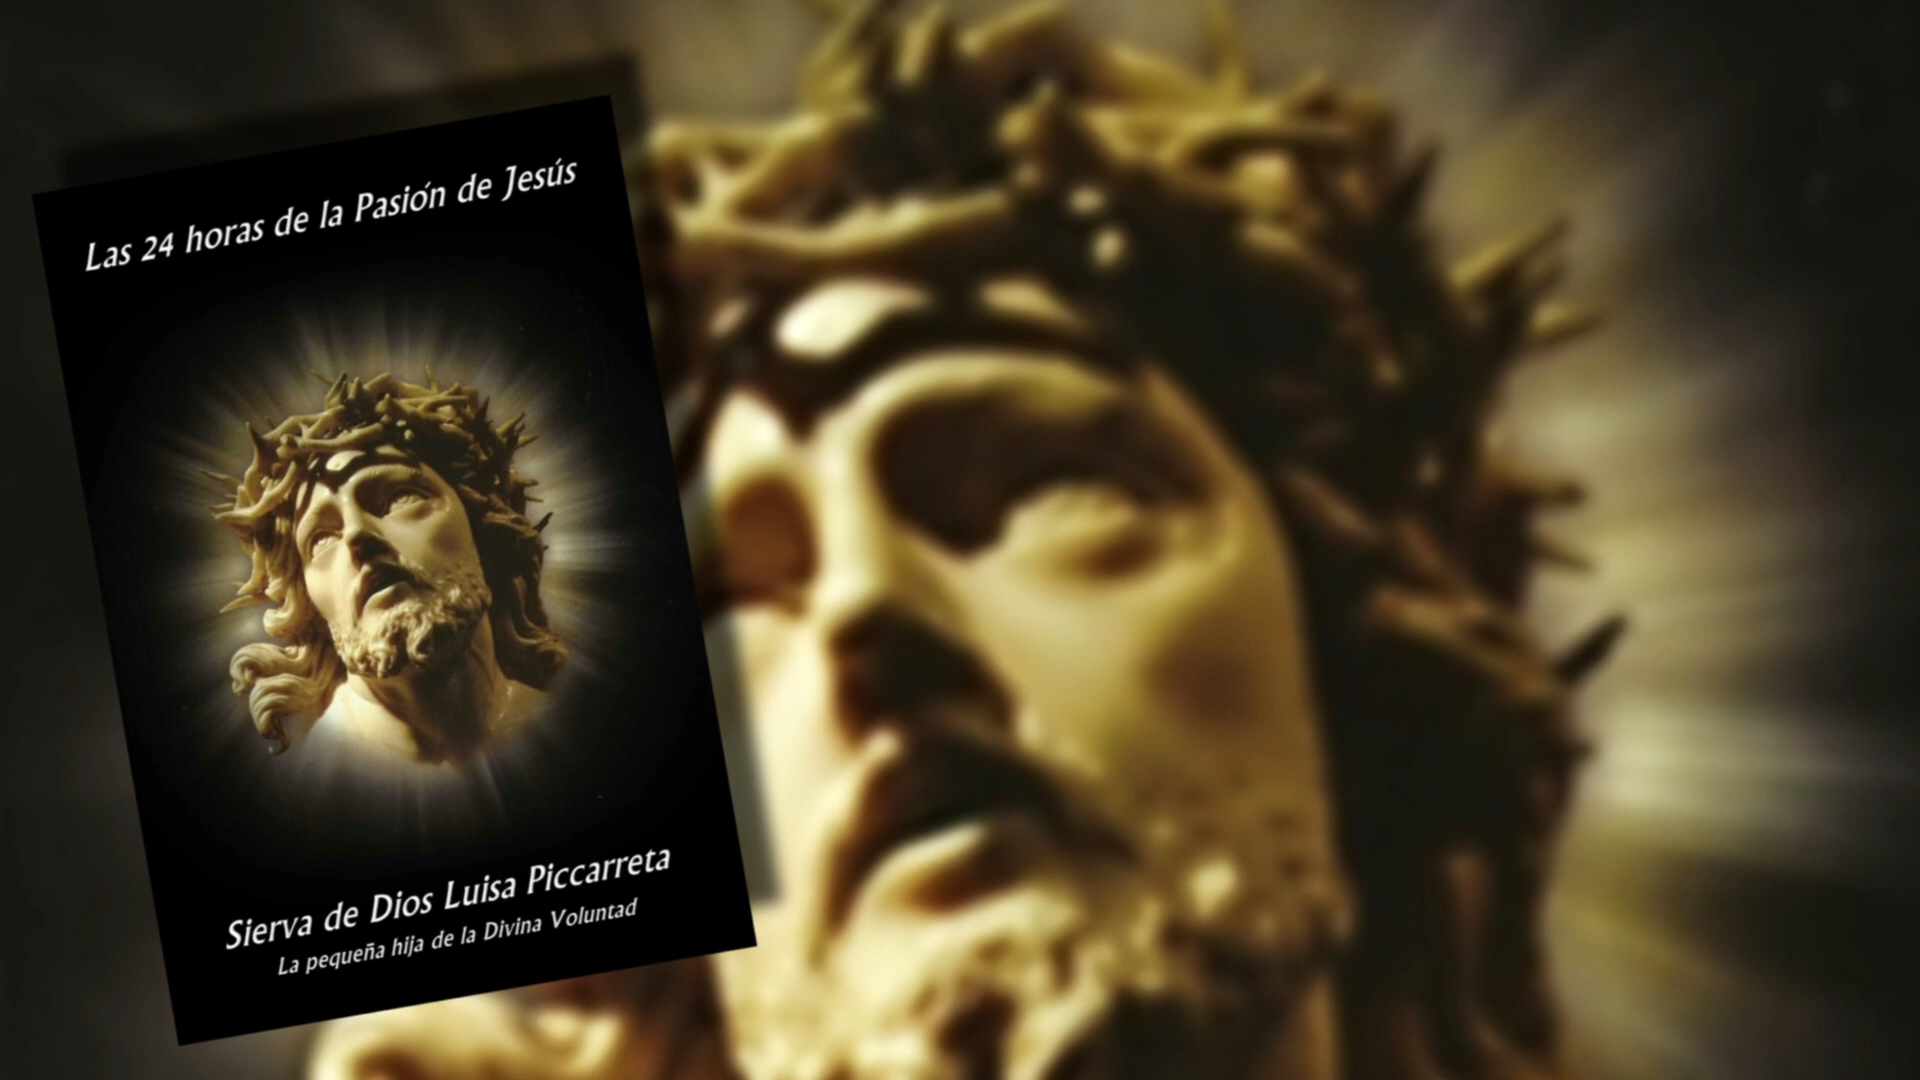 Las 24 horas de la Pasión de Jesús
Sierva de Dios Luisa Piccarreta
La pequeña hija de la Divina Voluntad